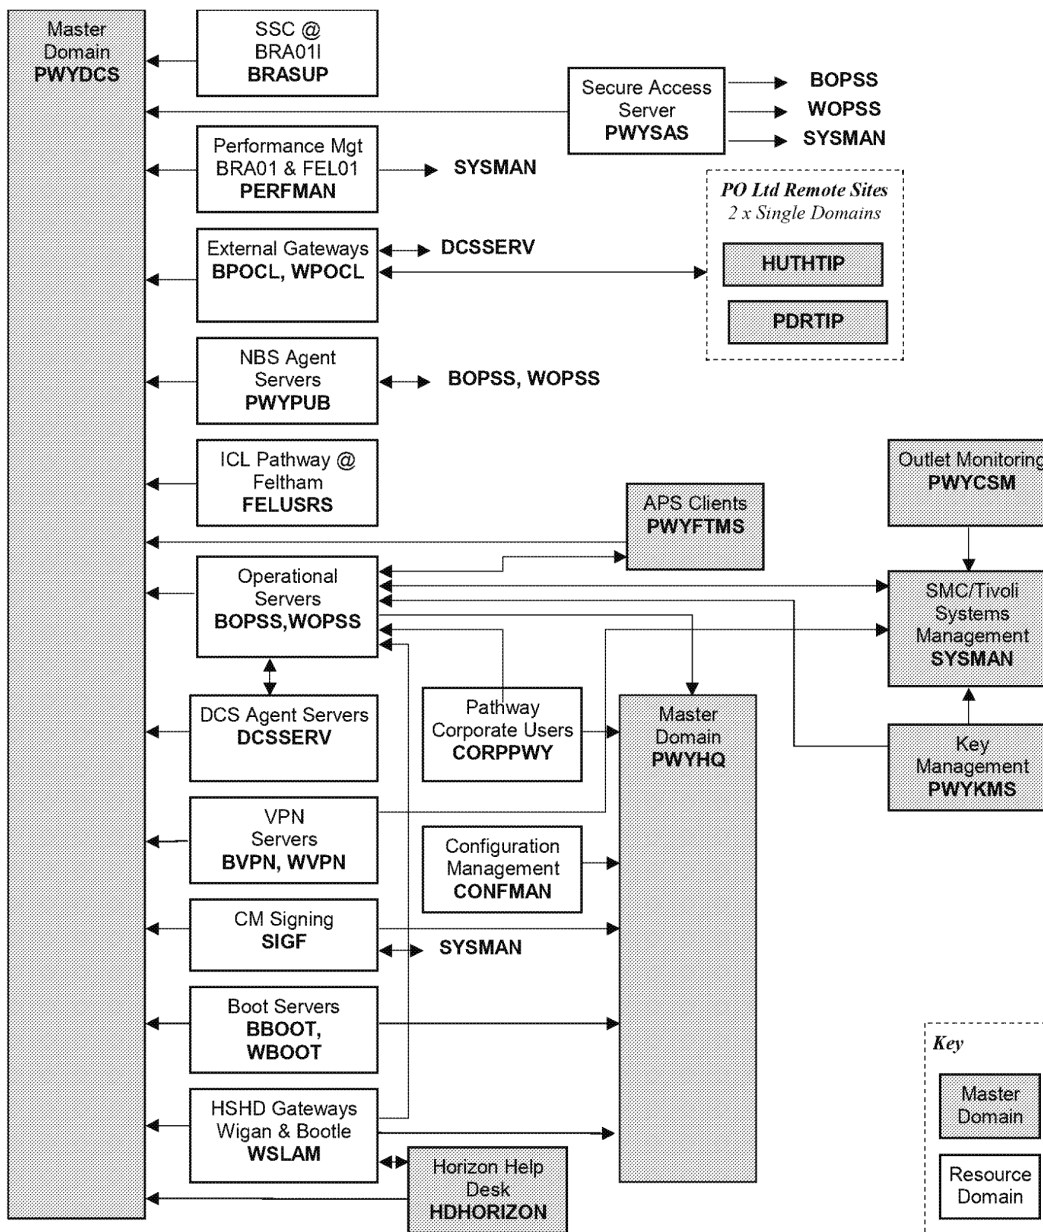 Master
Domain
PWYDCS
SSC @
BRA01I
BRASUP
Secure Access
Server
PWYSAS
BOPSS
WOPSS
SYSMAN
Performance Mgt
BRA01 & FEL01
PERFMAN
SYSMAN
PO Ltd Remote Sites
2 x Single Domains
HUTHTIP
PDRTIP
External Gateways
BPOCL, WPOCL
DCSSERV
NBS Agent
Servers
PWYPUB
BOPSS, WOPSS
ICL Pathway @
Feltham
FELUSRS
APS Clients
PWYFTMS
Outlet Monitoring
PWYCSM
Operational
Servers
BOPSS,WOPSS
SMC/Tivoli
Systems
Management
SYSMAN
DCS Agent Servers
DCSSERV
Pathway
Corporate Users
CORPPWY
Master
Domain
PWYHQ
Key
Management
PWYKMS
VPN
Servers
BVPN, WVPN
Configuration
Management
CONFMAN
CM Signing
SIGF
SYSMAN
Boot Servers
BBOOT,
WBOOT
HSHD Gateways
Wigan & Bootle
WSLAM
Horizon Help
Desk
HDHORIZON
Key
Master
Domain
Resource
Domain